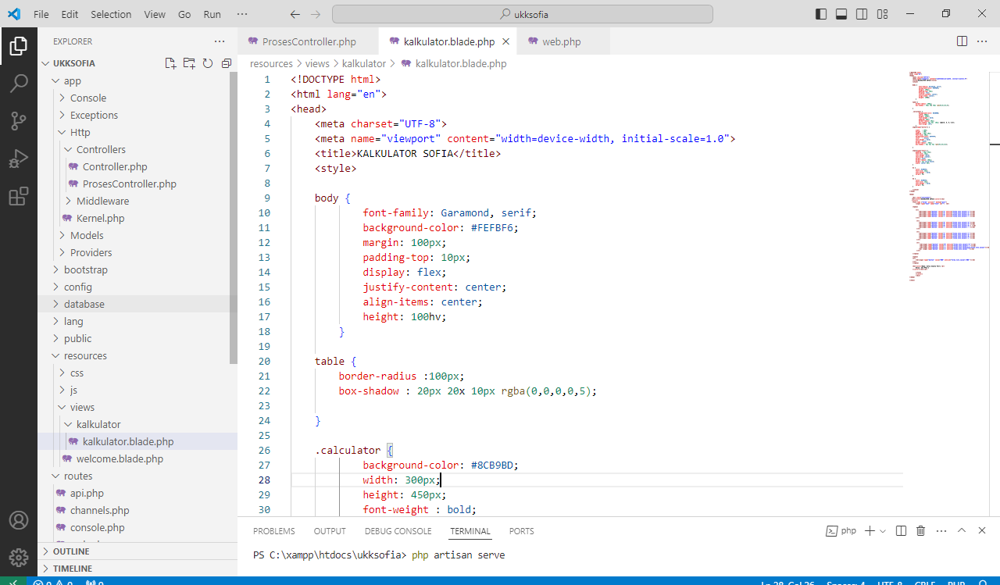 File Edit Selection View Go Run ··· ukksofia
EXPLORER ···
UKKSOFIA
app
Console
Exceptions
Http
Controllers
Controller.php
ProsesController.php
Middleware
Kernel.php
Models
Providers
bootstrap
config
database
lang
public
resources
css
js
views
kalkulator
kalkulator.blade.php
welcome.blade.php
routes
api.php
channels.php
console.php
OUTLINE
TIMELINE
ProsesController.php kalkulator.blade.php web.php
resources > views > kalkulator > kalkulator.blade.php
1 <!DOCTYPE html>
2 <html lang="en">
3 <head>
4 <meta charset="UTF-8">
5 <meta name="viewport" content="width=device-width, initial-scale=1.0">
6 <title>KALKULATOR SOFIA</title>
7 <style>
8
9 body {
10 font-family: Garamond, serif;
11 background-color: #FEFBF6;
12 margin: 100px;
13 padding-top: 10px;
14 display: flex;
15 justify-content: center;
16 align-items: center;
17 height: 100hv;
18 }
19
20 table {
21 border-radius :100px;
22 box-shadow : 20px 20x 10px rgba(0,0,0,0,5);
23
24 }
25
26 .calculator {
27 background-color: #8CB9BD;
28 width: 300px;
29 height: 450px;
30 font-weight : bold;
PROBLEMS OUTPUT DEBUG CONSOLE TERMINAL PORTS php
PS C:\xampp\htdocs\ukksofia> php artisan serve